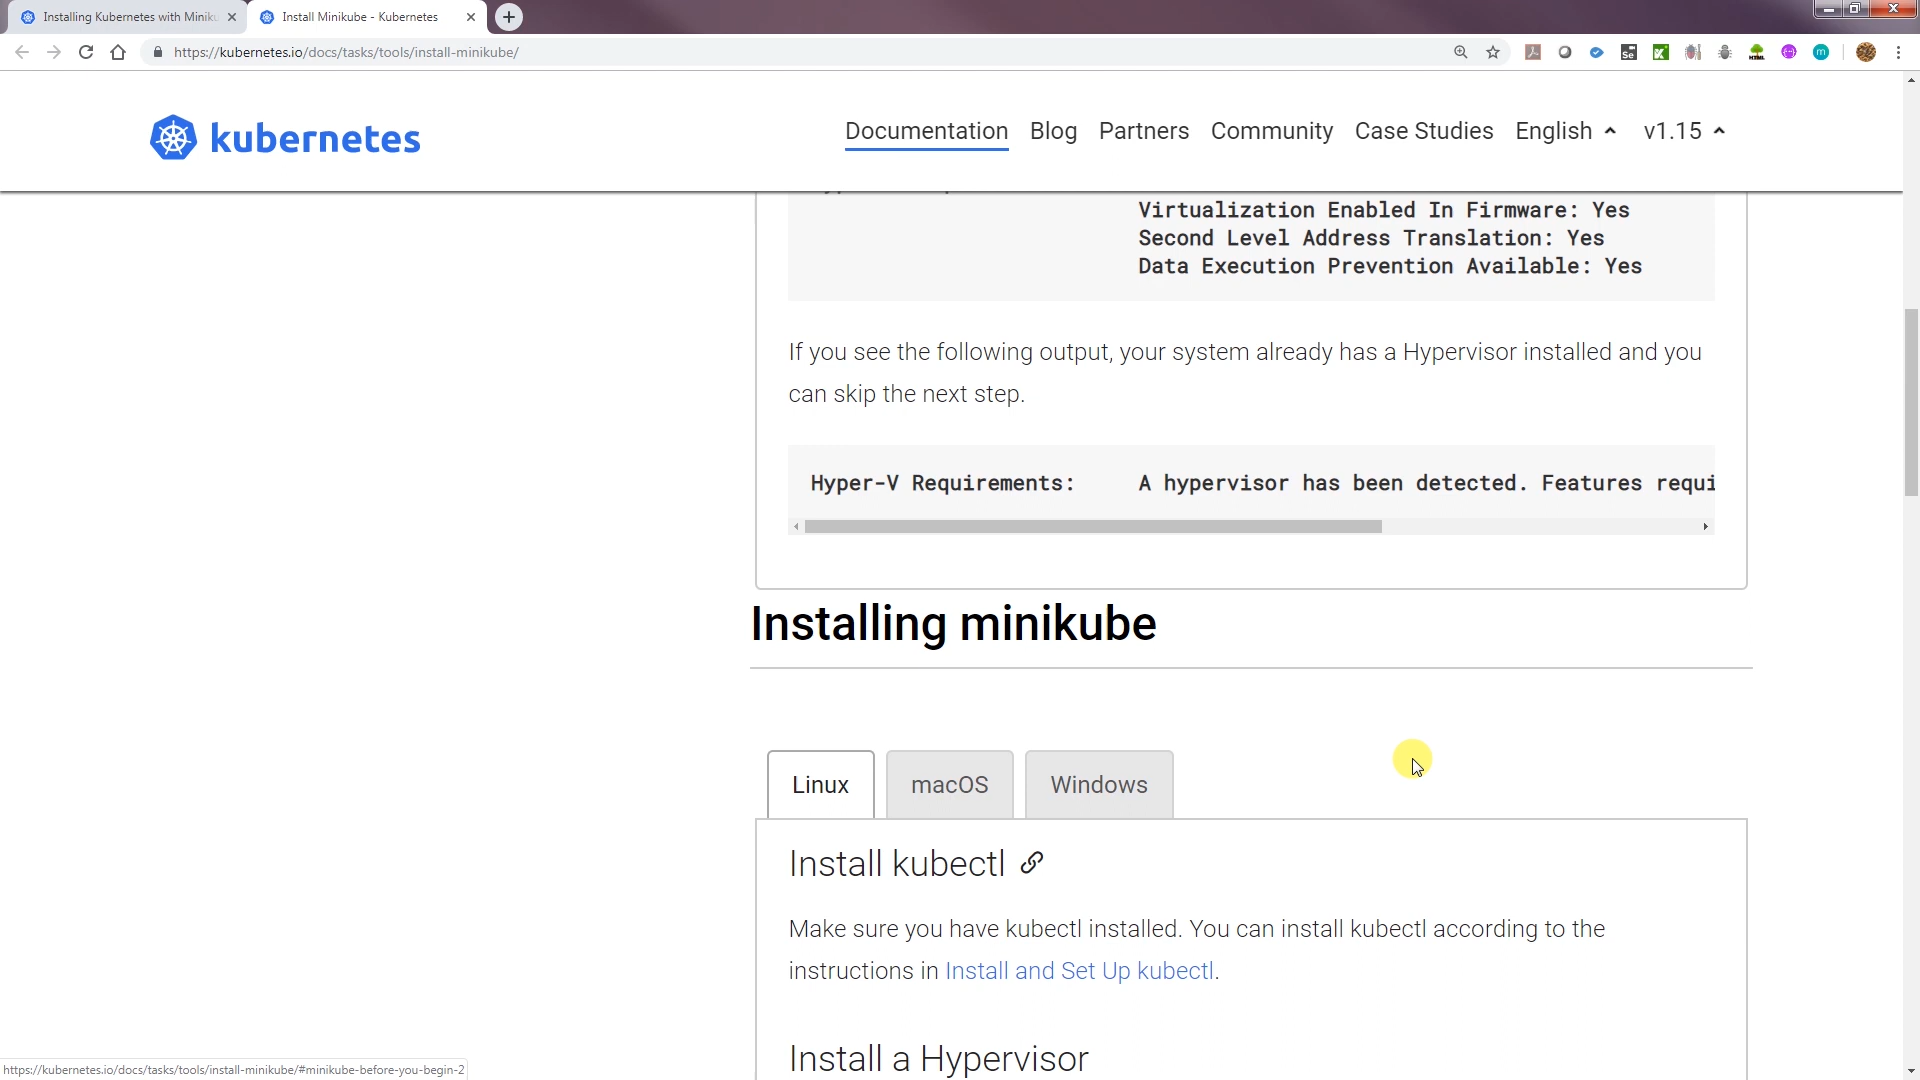 Installing Kubernetes with Miniku
Install Minikube - Kubernetes
https://kubernetes.io/docs/tasks/tools/install-minikube/
kubernetes
Documentation
Blog
Partners
Community
Case Studies
English
v1.15
Virtualization Enabled In Firmware: Yes
Second Level Address Translation: Yes
Data Execution Prevention Available: Yes
If you see the following output, your system already has a Hypervisor installed and you
can skip the next step.
Hyper-V Requirements:     A hypervisor has been detected. Features requi
Installing minikube
Linux
macOS
Windows
Install kubectl
Make sure you have kubectl installed. You can install kubectl according to the
instructions in Install and Set Up kubectl.
Install a Hypervisor
https://kubernetes.io/docs/tasks/tools/install-minikube/#minikube-before-you-begin-2